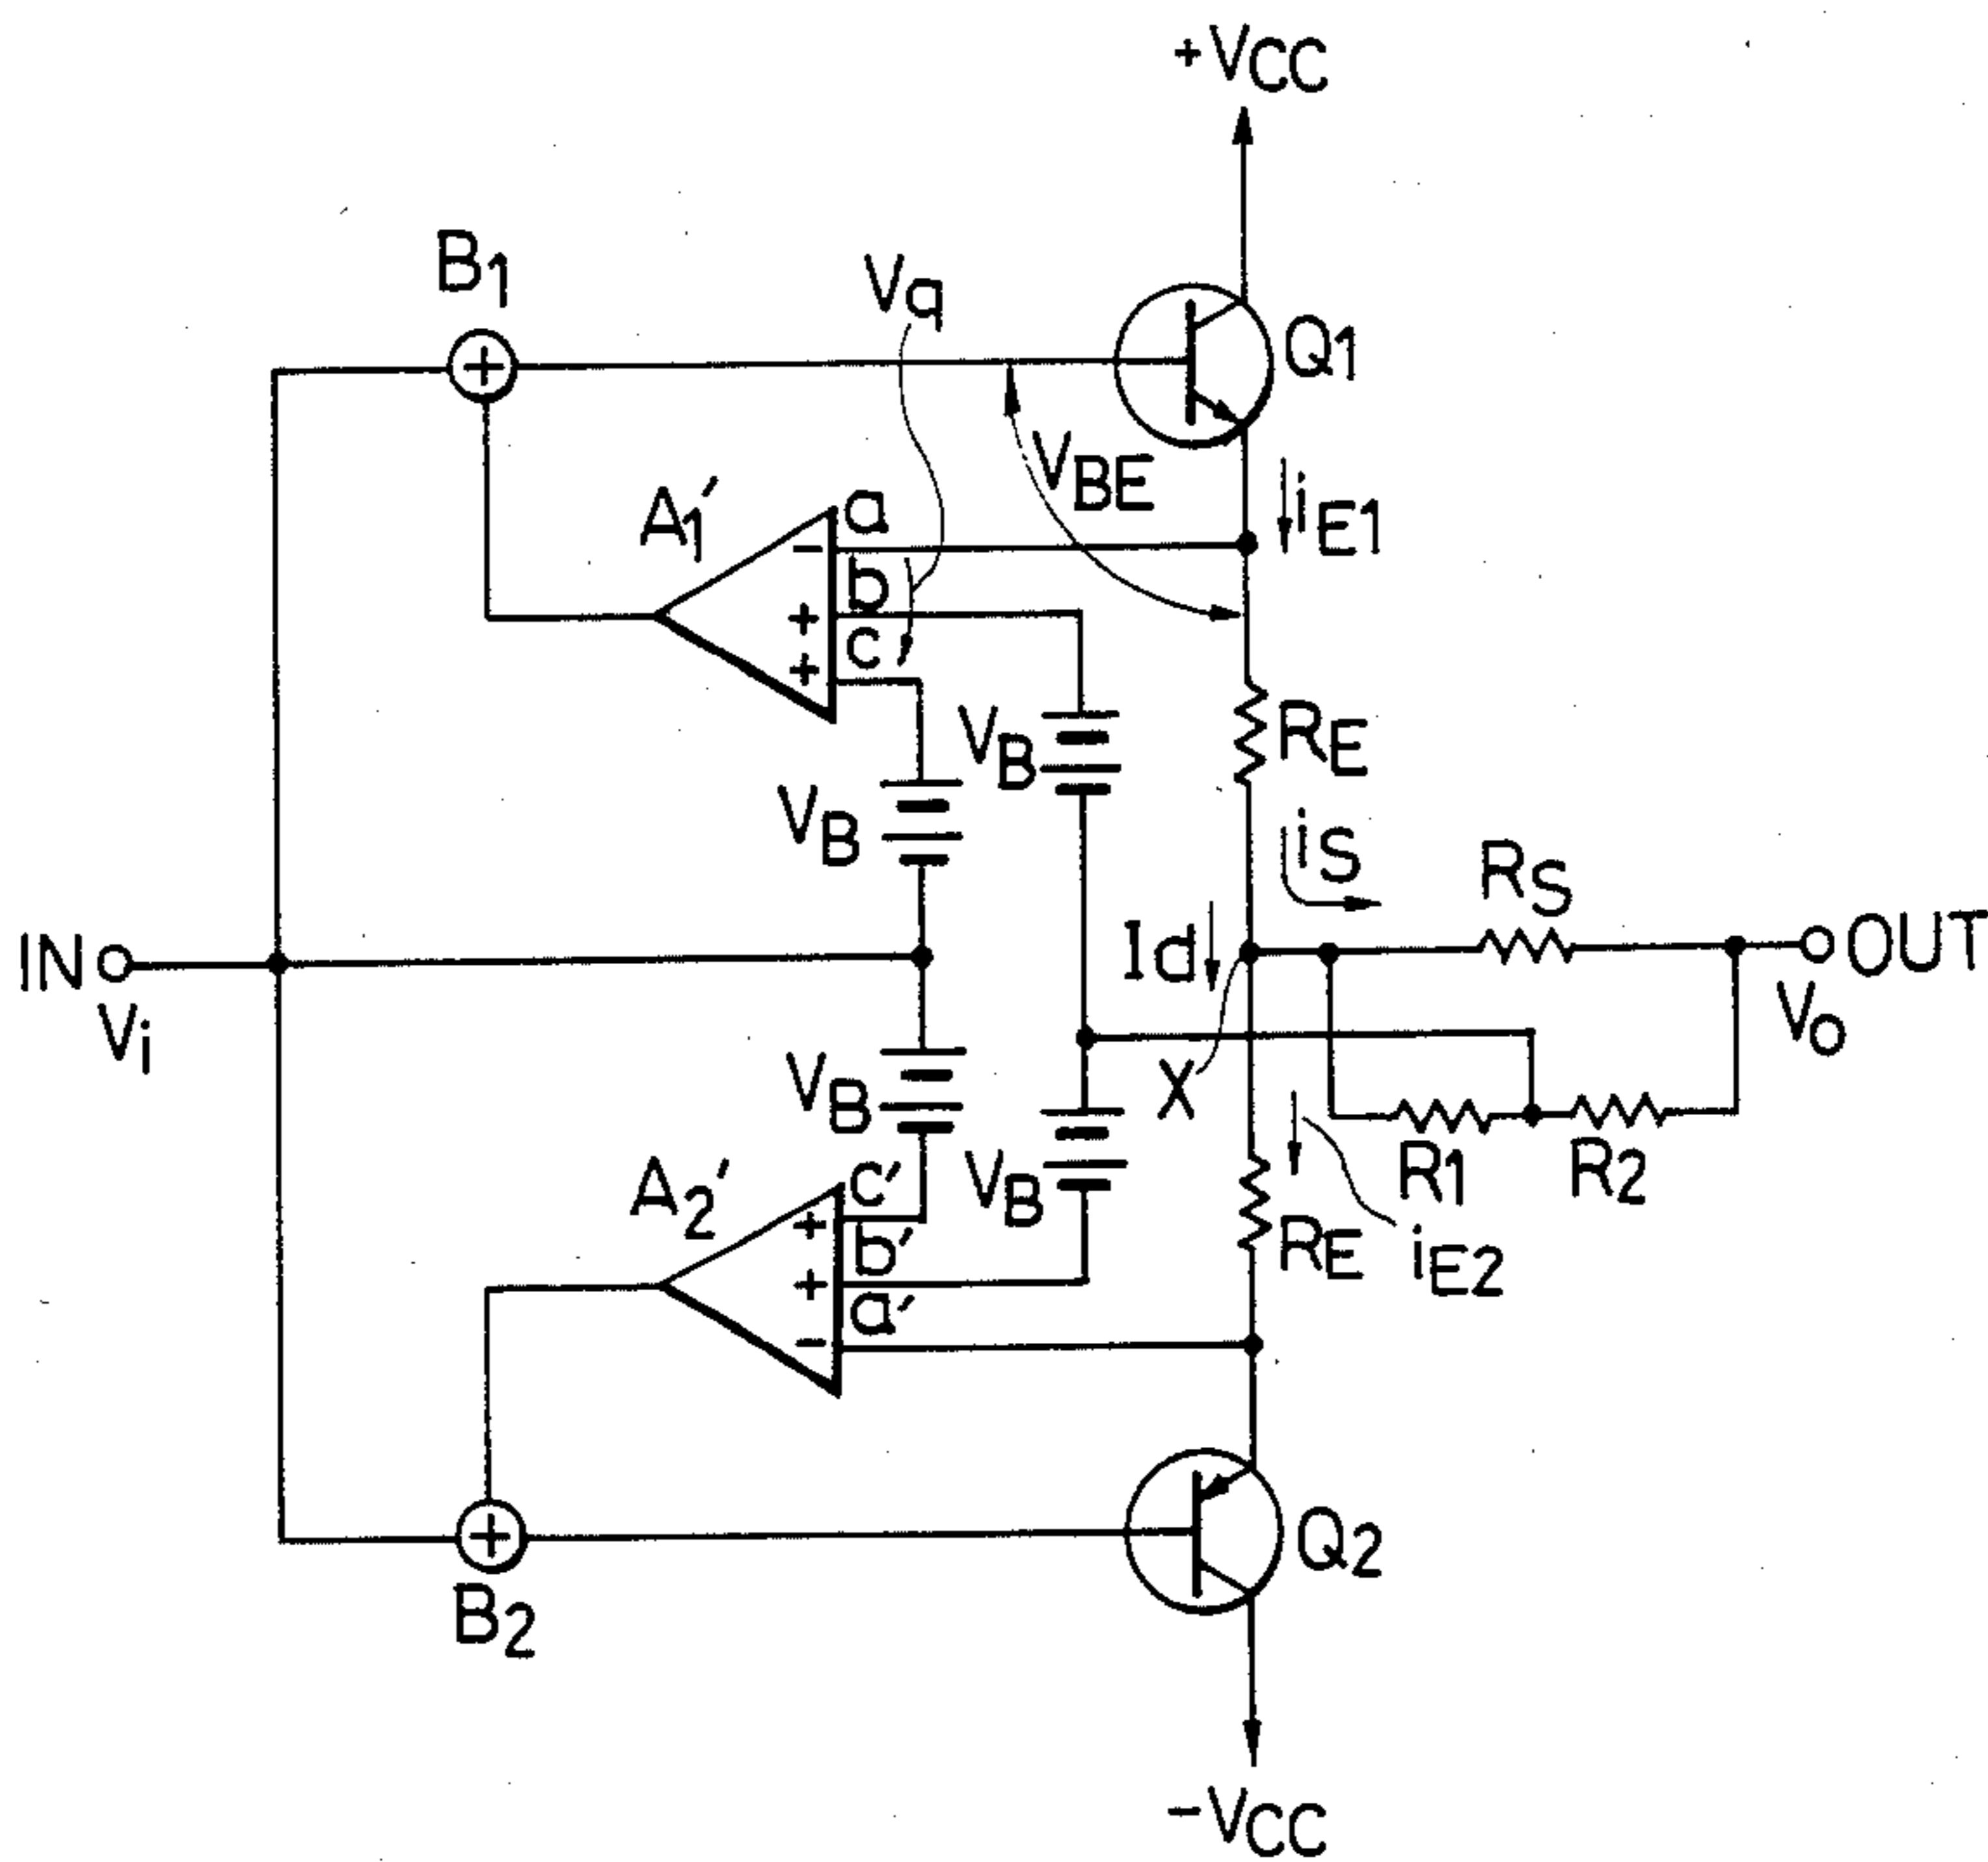 +VCC
B1
Va
Q1
VBE
A1′
a
iE1
b
+
+
c
−
VB
RE
VB
iS
RS
IN
Id
OUT
Vi
X
Vo
VB
R1
R2
A2′
c′
VB
+
b′
RE
iE2
+
a′
−
Q2
B2
−VCC
+
+